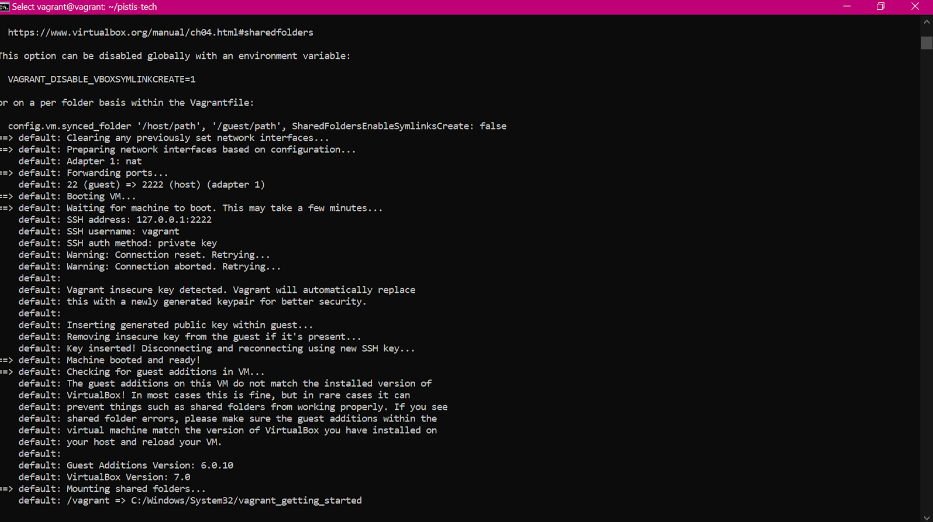 Select vagrant@vagrant: ~/pistis-tech
https://www.virtualbox.org/manual/ch04.html#sharedfolders
This option can be disabled globally with an environment variable:
VAGRANT_DISABLE_VBOXSYMLINKCREATE=1
or on a per folder basis within the Vagrantfile:
config.vm.synced_folder '/host/path', '/guest/path', SharedFoldersEnableSymlinksCreate: false
==> default: Clearing any previously set network interfaces...
==> default: Preparing network interfaces based on configuration...
default: Adapter 1: nat
==> default: Forwarding ports...
default: 22 (guest) => 2222 (host) (adapter 1)
==> default: Booting VM...
==> default: Waiting for machine to boot. This may take a few minutes...
default: SSH address: 127.0.0.1:2222
default: SSH username: vagrant
default: SSH auth method: private key
default: Warning: Connection reset. Retrying...
default: Warning: Connection aborted. Retrying...
default:
default: Vagrant insecure key detected. Vagrant will automatically replace
default: this with a newly generated keypair for better security.
default:
default: Inserting generated public key within guest...
default: Removing insecure key from the guest if it's present...
default: Key inserted! Disconnecting and reconnecting using new SSH key...
==> default: Machine booted and ready!
==> default: Checking for guest additions in VM...
default: The guest additions on this VM do not match the installed version of
default: VirtualBox! In most cases this is fine, but in rare cases it can
default: prevent things such as shared folders from working properly. If you see
default: shared folder errors, please make sure the guest additions within the
default: virtual machine match the version of VirtualBox you have installed on
default: your host and reload your VM.
default:
default: Guest Additions Version: 6.0.10
default: VirtualBox Version: 7.0
==> default: Mounting shared folders...
default: /vagrant => C:/Windows/System32/vagrant_getting_started